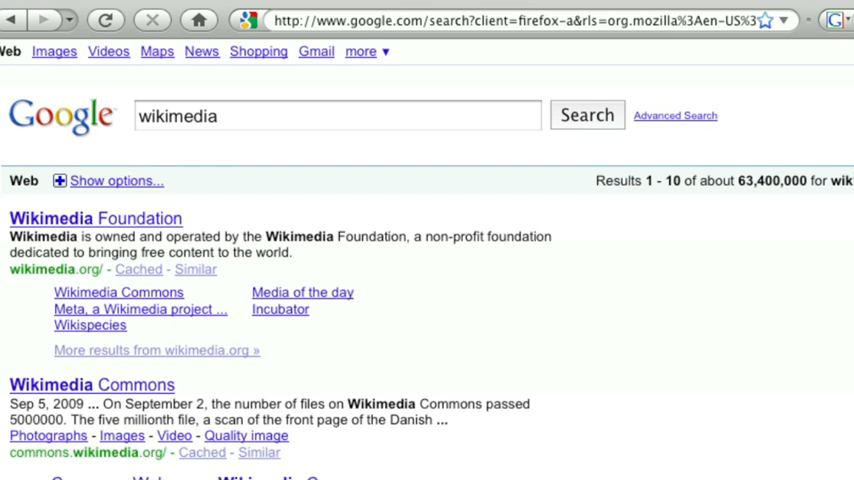 http://www.google.com/search?client=firefox-a&rls=org.mozilla%3Aen-US%3
Web Images Videos Maps News Shopping Gmail more ▼
Google wikimedia Search Advanced Search
Web Show options... Results 1 - 10 of about 63,400,000 for wik
Wikimedia Foundation
Wikimedia is owned and operated by the Wikimedia Foundation, a non-profit foundation
dedicated to bringing free content to the world.
wikimedia.org/ - Cached - Similar
Wikimedia Commons Media of the day
Meta, a Wikimedia project ... Incubator
Wikispecies
More results from wikimedia.org »
Wikimedia Commons
Sep 5, 2009 ... On September 2, the number of files on Wikimedia Commons passed
5000000. The five millionth file, a scan of the front page of the Danish ...
Photographs - Images - Video - Quality image
commons.wikimedia.org/ - Cached - Similar